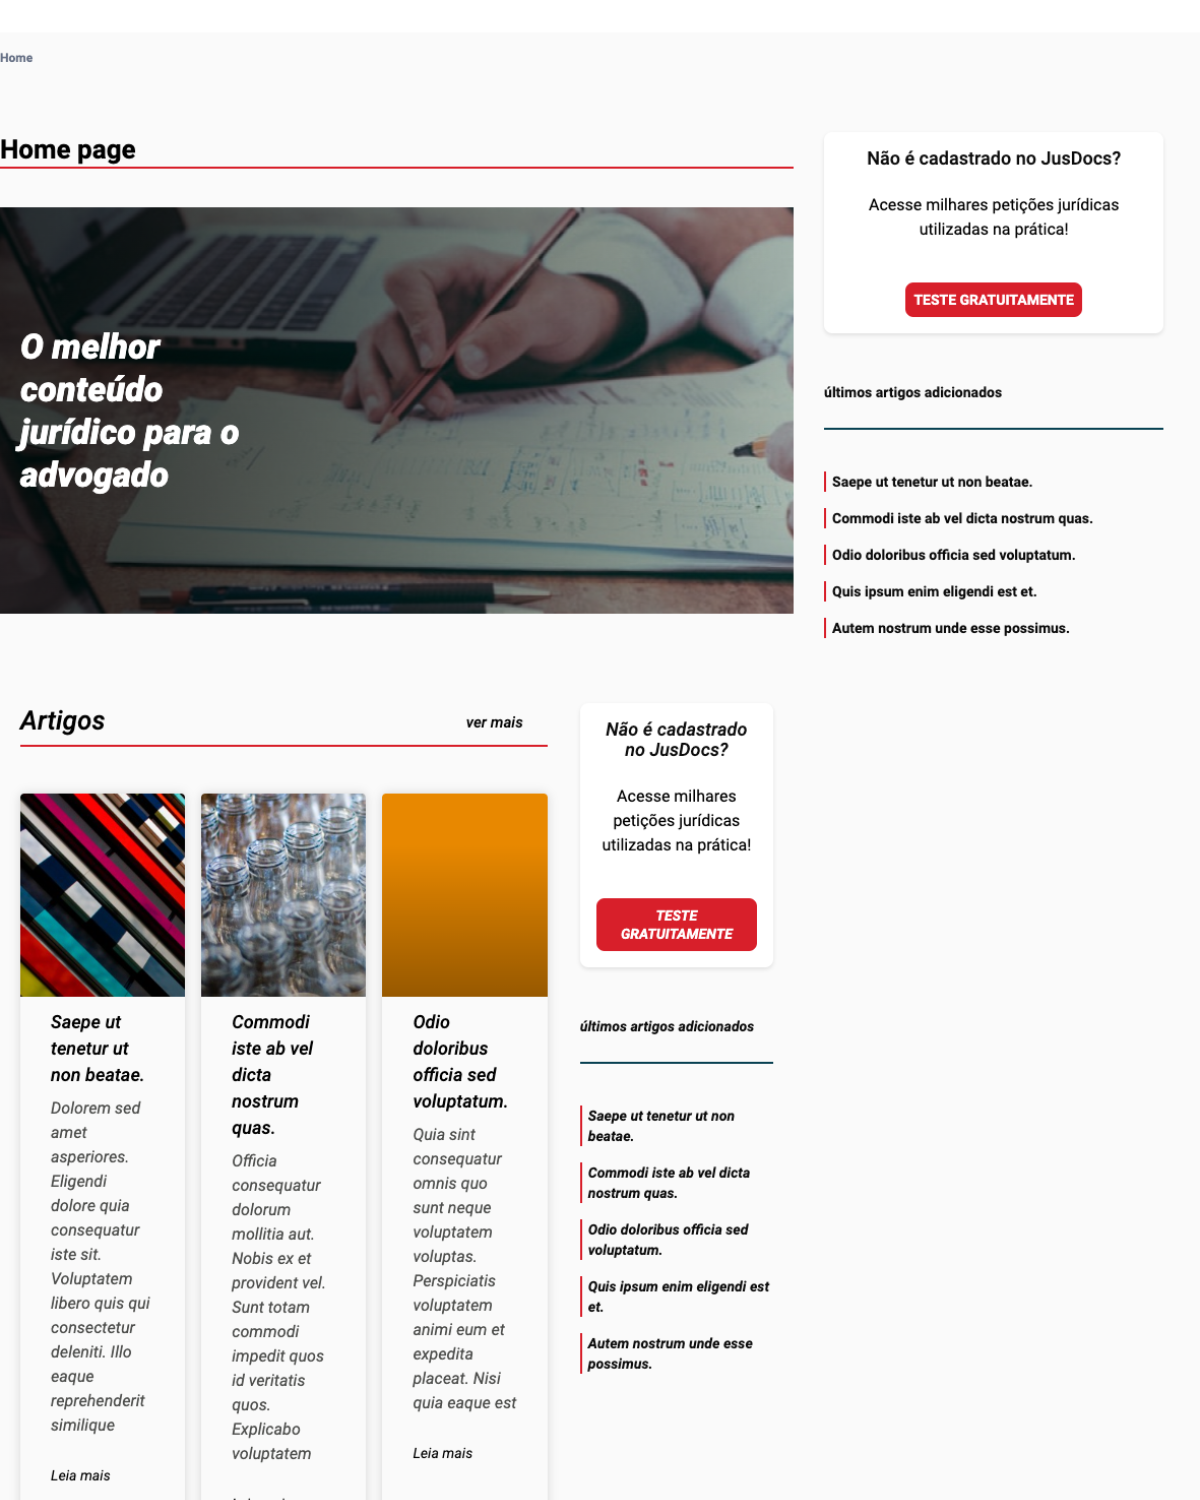 Home
Home page
O melhor
conteúdo
jurídico para o
advogado
Não é cadastrado no JusDocs?
Acesse milhares petições jurídicas
utilizadas na prática!
TESTE GRATUITAMENTE
últimos artigos adicionados
Saepe ut tenetur ut non beatae.
Commodi iste ab vel dicta nostrum quas.
Odio doloribus officia sed voluptatum.
Quis ipsum enim eligendi est et.
Autem nostrum unde esse possimus.
Artigos
ver mais
Saepe ut
tenetur ut
non beatae.
Dolorem sed
amet
asperiores.
Eligendi
dolore quia
consequatur
iste sit.
Voluptatem
libero quis qui
consectetur
deleniti. Illo
eaque
reprehenderit
similique
Leia mais
Commodi
iste ab vel
dicta
nostrum
quas.
Officia
consequatur
dolorum
mollitia aut.
Nobis ex et
provident vel.
Sunt totam
commodi
impedit quos
id veritatis
quos.
Explicabo
voluptatem
Odio
doloribus
officia sed
voluptatum.
Quia sint
consequatur
omnis quo
sunt neque
voluptatem
voluptas.
Perspiciatis
voluptatem
animi eum et
expedita
placeat. Nisi
quia eaque est
Leia mais
Não é cadastrado
no JusDocs?
Acesse milhares
petições jurídicas
utilizadas na prática!
TESTE
GRATUITAMENTE
últimos artigos adicionados
Saepe ut tenetur ut non
beatae.
Commodi iste ab vel dicta
nostrum quas.
Odio doloribus officia sed
voluptatum.
Quis ipsum enim eligendi est
et.
Autem nostrum unde esse
possimus.